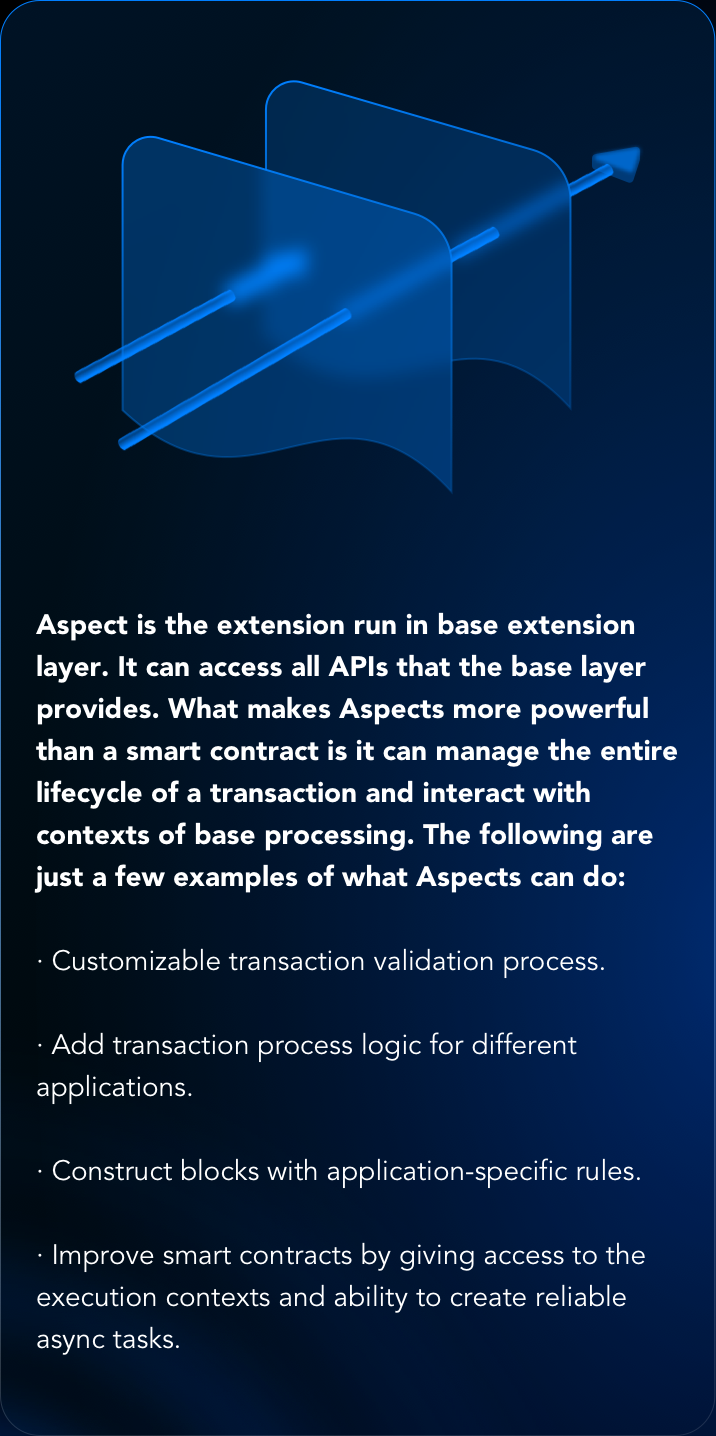 Aspect is the extension run in base extension
layer. It can access all APIs that the base layer
provides. What makes Aspects more powerful
than a smart contract is it can manage the entire
lifecycle of a transaction and interact with
contexts of base processing. The following are
just a few examples of what Aspects can do:
· Customizable transaction validation process.
· Add transaction process logic for different
applications.
· Construct blocks with application-specific rules.
· Improve smart contracts by giving access to the
execution contexts and ability to create reliable
async tasks.